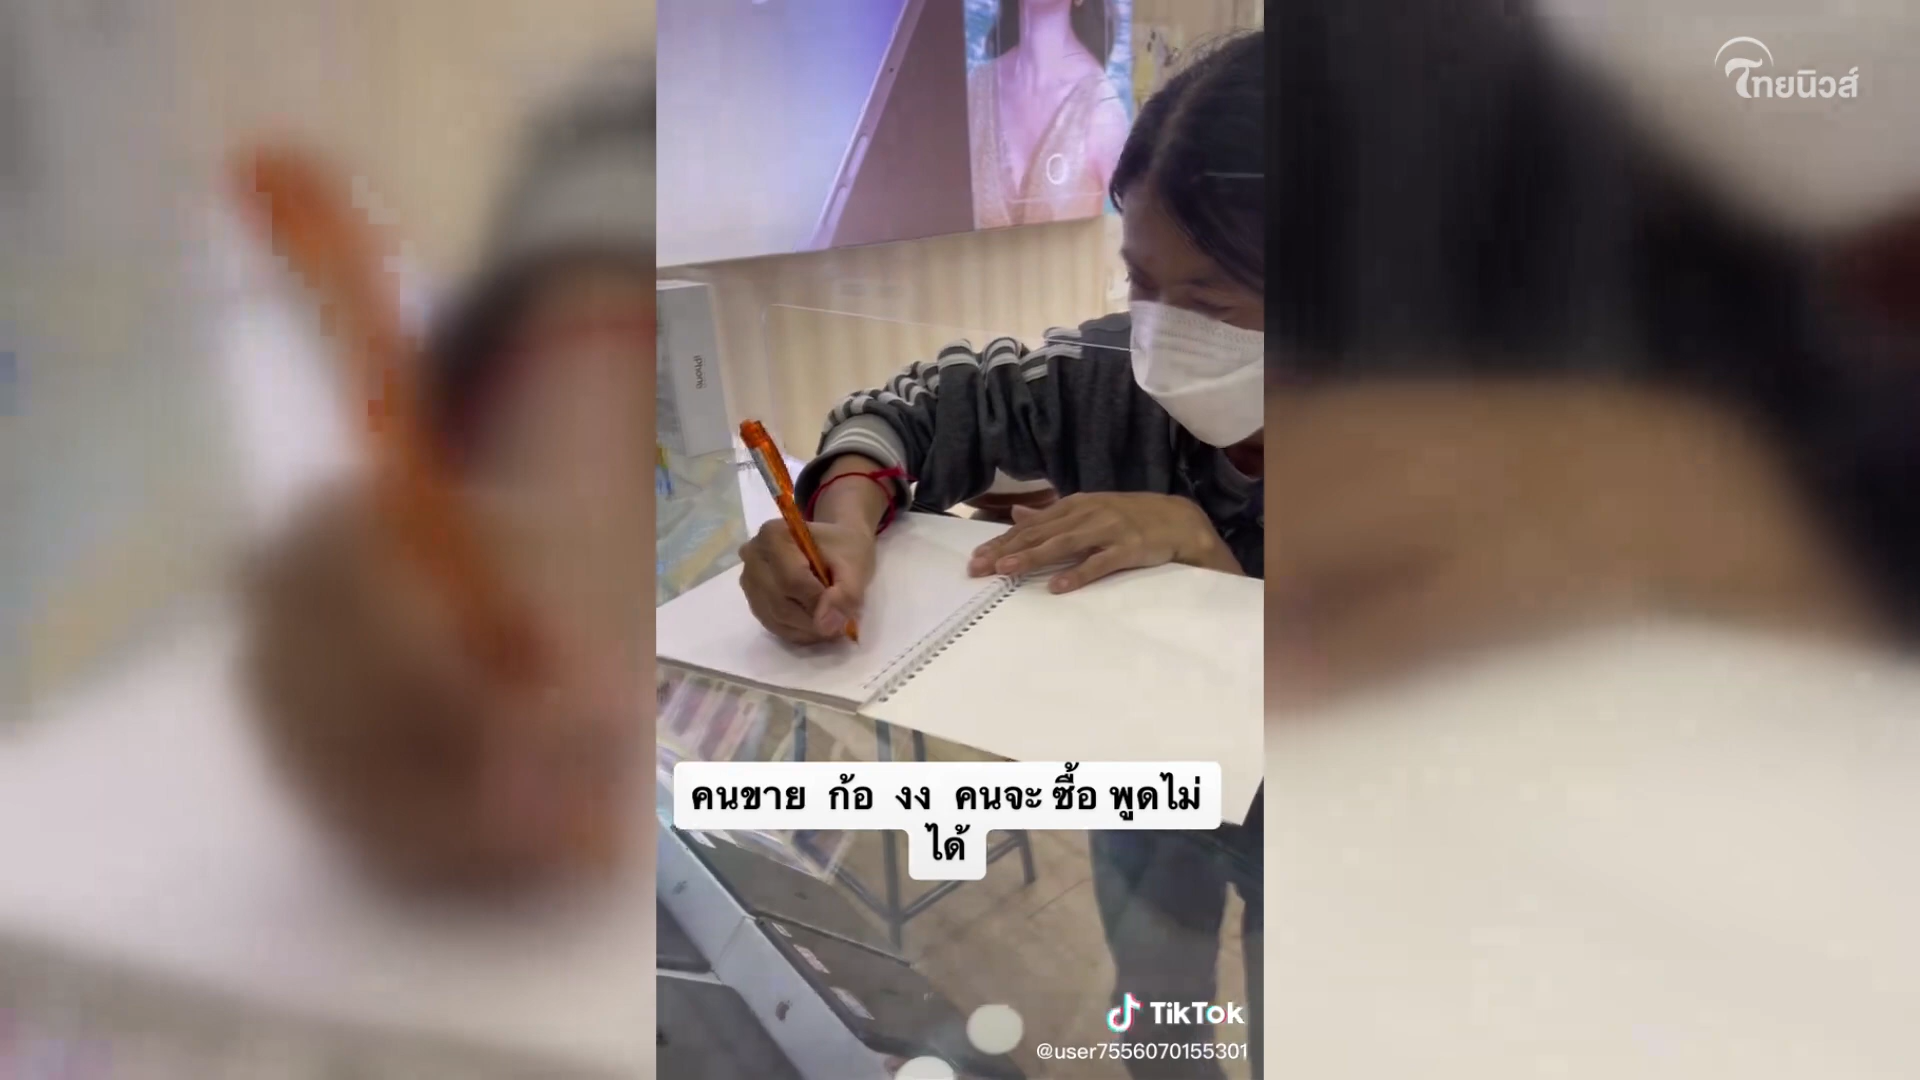 ไทยนิวส์
iPhone
คนขาย ก้อ งง คนจะ ซื้อ พูดไม่
ได้
TikTok
@user7556070155301